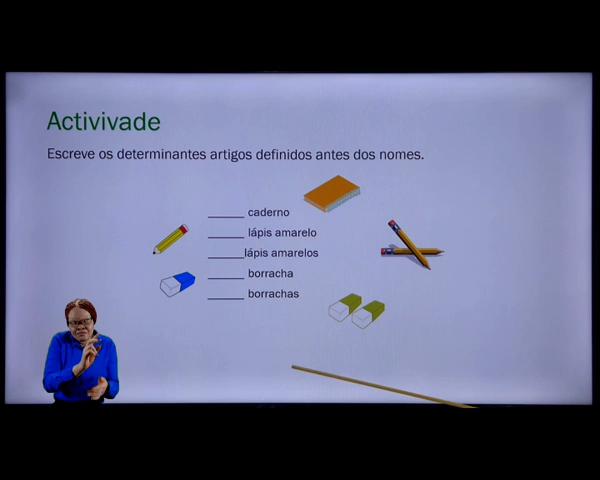 Activivade
Escreve os determinantes artigos definidos antes dos nomes.
______ caderno
______ lápis amarelo
______lápis amarelos
______ borracha
______ borrachas